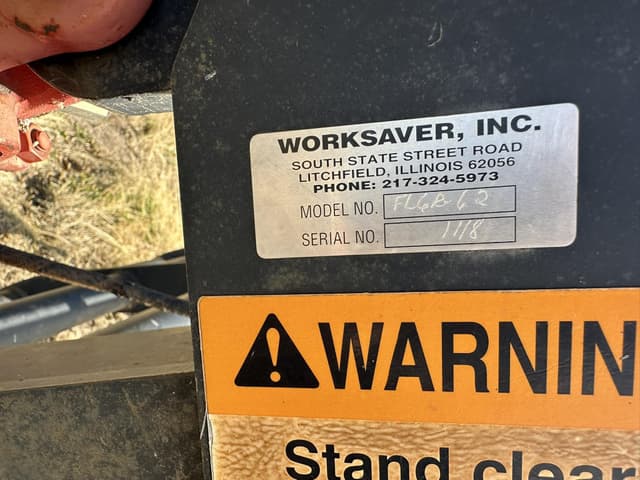 WORKSAVER, INC.
SOUTH STATE STREET ROAD
LITCHFIELD, ILLINOIS 62056
PHONE: 217-324-5973
MODEL NO. FLGB-62
SERIAL NO. 1118
WARNIN
Stand clear